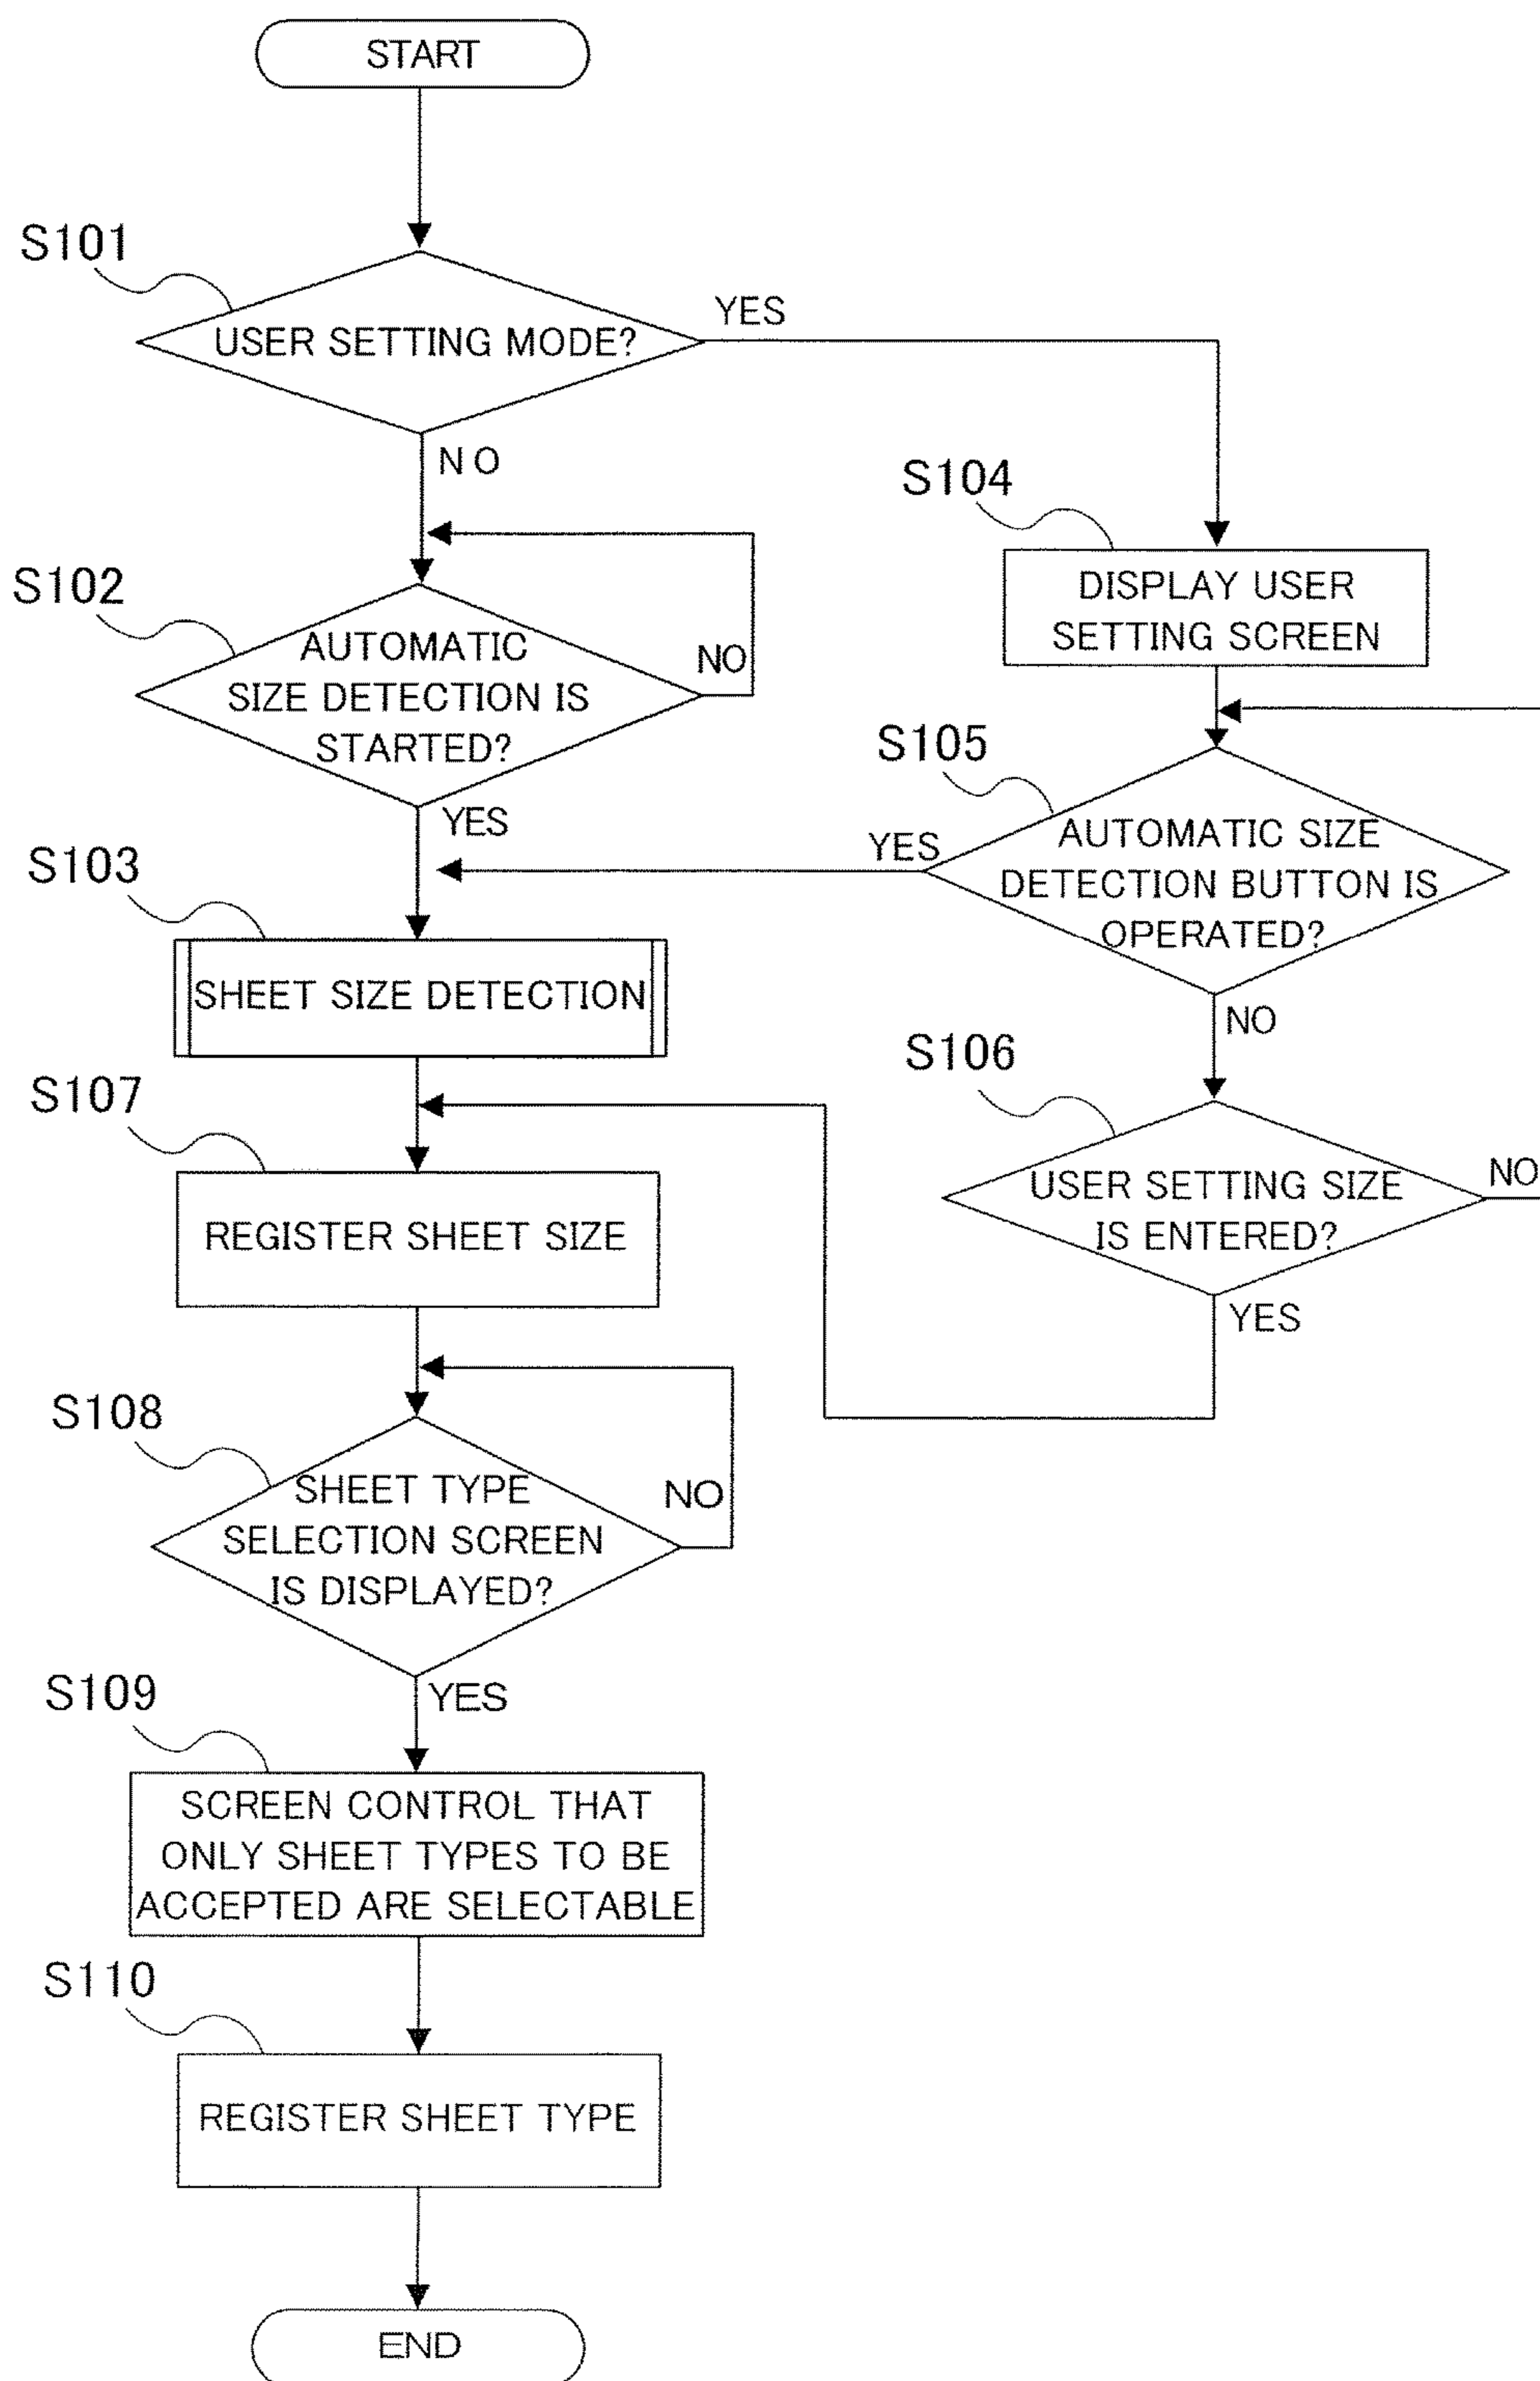 START
S101
USER SETTING MODE?
YES
N O
S104
DISPLAY USER
SETTING SCREEN
S102
AUTOMATIC
SIZE DETECTION IS
STARTED?
NO
YES
S105
AUTOMATIC SIZE
DETECTION BUTTON IS
OPERATED?
YES
NO
S103
SHEET SIZE DETECTION
S106
USER SETTING SIZE
IS ENTERED?
NO
YES
S107
REGISTER SHEET SIZE
S108
SHEET TYPE
SELECTION SCREEN
IS DISPLAYED?
NO
YES
S109
SCREEN CONTROL THAT
ONLY SHEET TYPES TO BE
ACCEPTED ARE SELECTABLE
S110
REGISTER SHEET TYPE
END